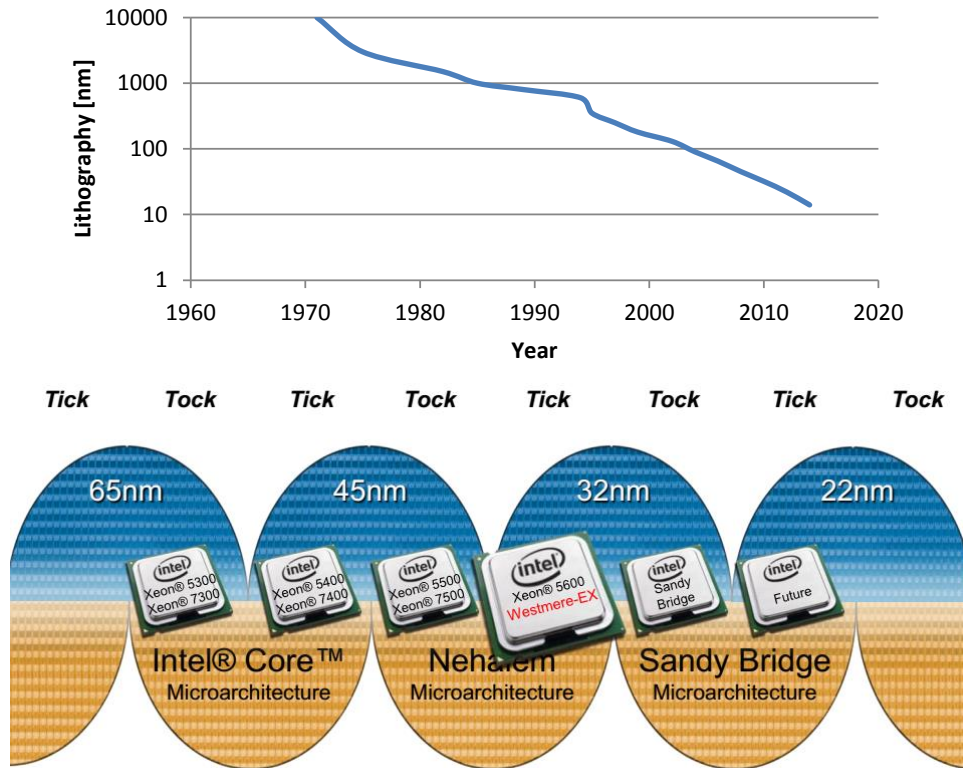 10000
1000
100
10
1
Lithography [nm]
1960 1970 1980 1990 2000 2010 2020
Year
Tick Tock Tick Tock Tick Tock Tick Tock
65nm 45nm 32nm 22nm
intel
Xeon® 5300
Xeon® 7300
intel
Xeon® 5400
Xeon® 7400
intel
Xeon® 5500
Xeon® 7500
intel
Xeon® 5600
Westmere-EX
intel
Sandy
Bridge
intel
Future
Intel® Core™
Microarchitecture
Nehalem
Microarchitecture
Sandy Bridge
Microarchitecture